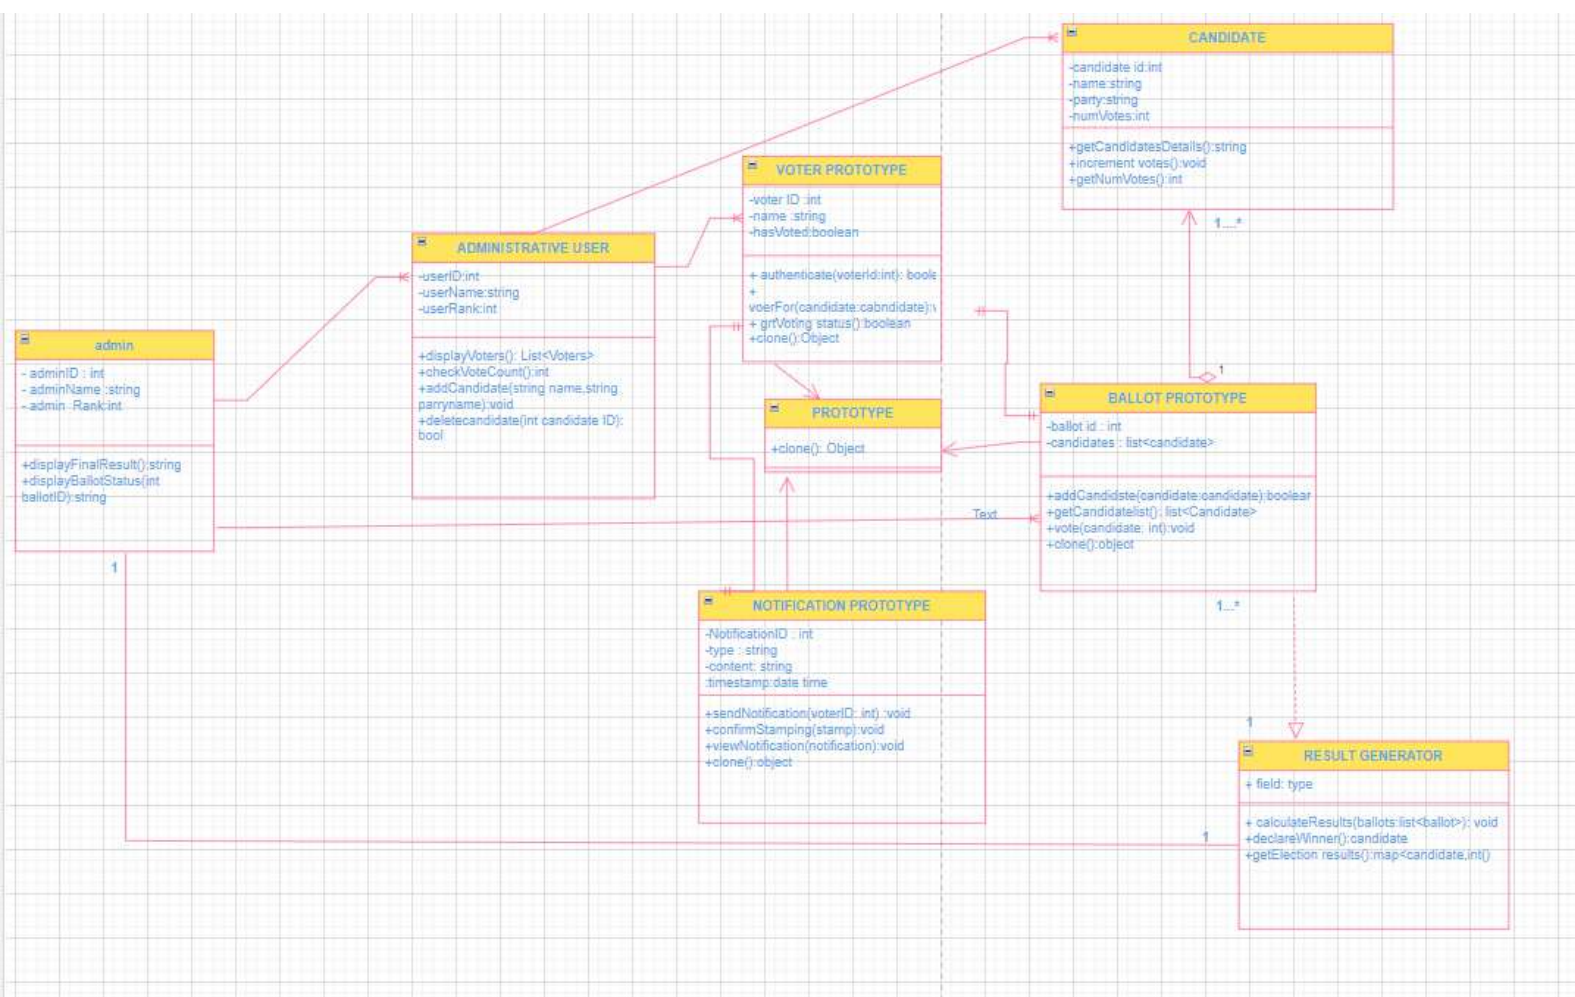 CANDIDATE
-candidate id:int
-name:string
-party:string
-numVotes:int
+getCandidatesDetails():string
+increment votes():void
+getNumVotes():int
1....*
VOTER PROTOTYPE
-voter ID :int
-name :string
-hasVoted:boolean
+ authenticate(voterId:int): boole
+
voerFor(candidate:cabndidate):v
+ grtVoting status():boolean
+clone():Object
ADMINISTRATIVE USER
-userID:int
-userName:string
-userRank:int
+displayVoters(): List<Voters>
+checkVoteCount():int
+addCandidate(string name,string
parryname):void
+deletecandidate(int candidate ID):
bool
admin
- adminID : int
- adminName :string
- admin_Rank:int
+displayFinalResult():string
+displayBallotStatus(int
ballotID):string
1
PROTOTYPE
+clone(): Object
1
BALLOT PROTOTYPE
-ballot id : int
-candidates : list<candidate>
+addCandidste(candidate:candidate):boolear
+getCandidatelist(): list<Candidate>
+vote(candidate: int):void
+clone():object
Text
1...*
NOTIFICATION PROTOTYPE
-NotificationID : int
-type : string
-content: string
:timestamp:date time
+sendNotification(voterID: int) :void
+confirmStamping(stamp):void
+viewNotification(notification):void
+clone():object
1
RESULT GENERATOR
+ field: type
+ calculateResults(ballots:list<ballot>): void
+declareWinner():candidate
+getElection results():map<candidate,int()
1